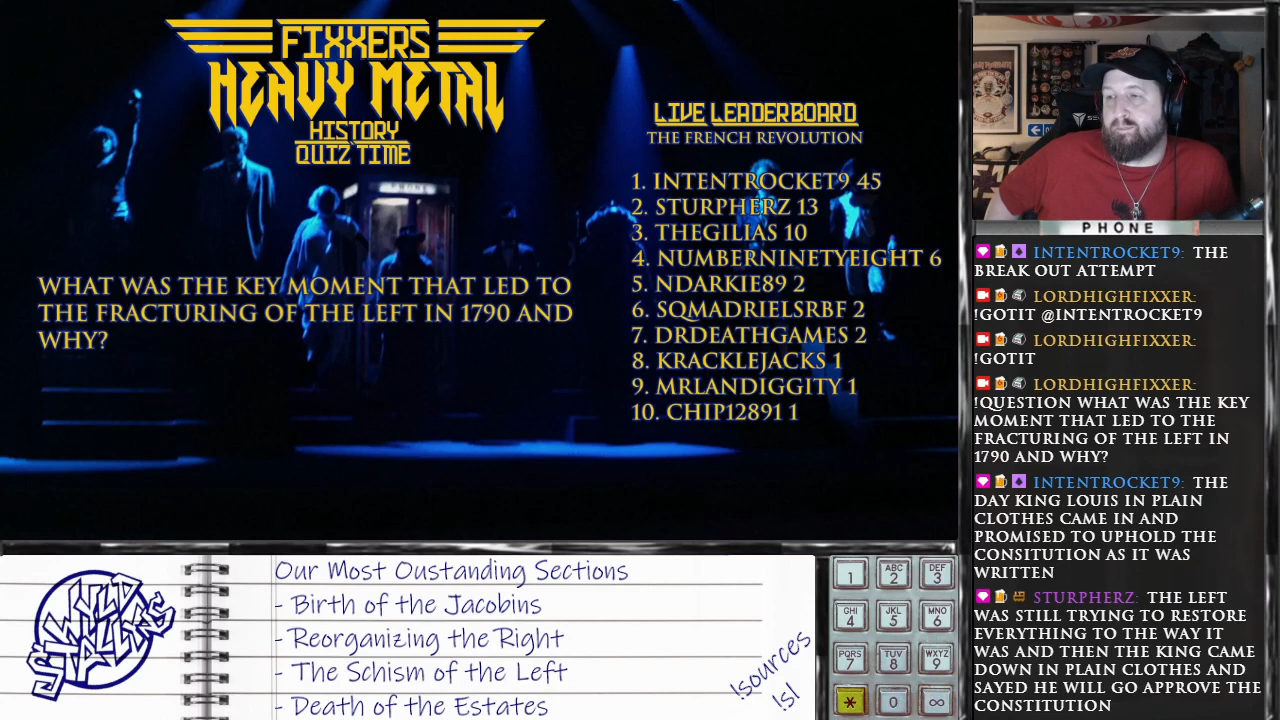 FIXXERS
HEAVY METAL
HISTORY
QUIZ TIME
WHAT WAS THE KEY MOMENT THAT LED TO
THE FRACTURING OF THE LEFT IN 1790 AND
WHY?
LIVE LEADERBOARD
THE FRENCH REVOLUTION
1. INTENTROCKET9 45
2. STURPHERZ 13
3. THEGILIAS 10
4. NUMBERNINETYEIGHT 6
5. NDARKIE89 2
6. SQMADRIELSRBF 2
7. DRDEATHGAMES 2
8. KRACKLEJACKS 1
9. MRLANDIGGITY 1
10. CHIP12891 1
PHONE
PHONE
INTENTROCKET9: THE
BREAK OUT ATTEMPT
LORDHIGHFIXXER:
!GOTIT @INTENTROCKET9
LORDHIGHFIXXER:
!GOTIT
LORDHIGHFIXXER:
!QUESTION WHAT WAS THE KEY
MOMENT THAT LED TO THE
FRACTURING OF THE LEFT IN
1790 AND WHY?
INTENTROCKET9: THE
DAY KING LOUIS IN PLAIN
CLOTHES CAME IN AND
PROMISED TO UPHOLD THE
CONSITUTION AS IT WAS
WRITTEN
STURPHERZ: THE LEFT
WAS STILL TRYING TO RESTORE
EVERYTHING TO THE WAY IT
WAS AND THEN THE KING CAME
DOWN IN PLAIN CLOTHES AND
SAYED HE WILL GO APPROVE THE
CONSTITUTION
WYLD
STALLYNS
Our Most Oustanding Sections
- Birth of the Jacobins
- Reorganizing the Right
- The Schism of the Left
- Death of the Estates
!sources
!sl
1 ABC 2 DEF 3
GHI 4 JKL 5 MNO 6
PQRS 7 TUV 8 WXYZ 9
* 0 ∞